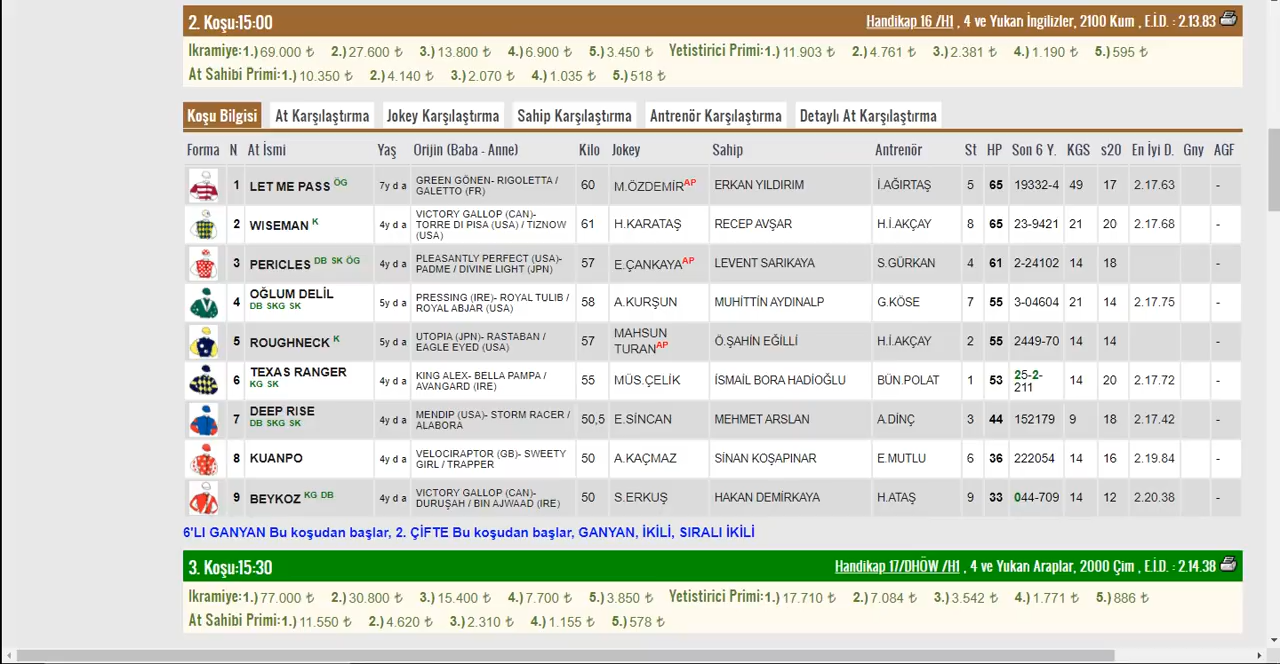 2. Koşu:15:00 Handikap 16 /H1 , 4 ve Yukarı İngilizler, 2100 Kum , E.İ.D. : 2.13.83
İkramiye:1.) 69.000 ₺ 2.) 27.600 ₺ 3.) 13.800 ₺ 4.) 6.900 ₺ 5.) 3.450 ₺ Yetistirici Primi:1.) 11.903 ₺ 2.) 4.761 ₺ 3.) 2.381 ₺ 4.) 1.190 ₺ 5.) 595 ₺
At Sahibi Primi:1.) 10.350 ₺ 2.) 4.140 ₺ 3.) 2.070 ₺ 4.) 1.035 ₺ 5.) 518 ₺
Koşu Bilgisi At Karşılaştırma Jokey Karşılaştırma Sahip Karşılaştırma Antrenör Karşılaştırma Detaylı At Karşılaştırma
Forma N At İsmi Yaş Orijin (Baba - Anne) Kilo Jokey Sahip Antrenör St HP Son 6 Y. KGS s20 En İyi D. Gny AGF
1 LET ME PASS ÖG 7y d a GREEN GÖNEN- RIGOLETTA / GALETTO (FR) 60 M.ÖZDEMİR AP ERKAN YILDIRIM İ.AĞIRTAŞ 5 65 19332-4 49 17 2.17.63 -
2 WISEMAN K 4y d a VICTORY GALLOP (CAN)- TORRE DI PISA (USA) / TIZNOW (USA) 61 H.KARATAŞ RECEP AVŞAR H.İ.AKÇAY 8 65 23-9421 21 20 2.17.68 -
3 PERICLES DB SK ÖG 4y d a PLEASANTLY PERFECT (USA)- PADME / DIVINE LIGHT (JPN) 57 E.ÇANKAYA AP LEVENT SARIKAYA S.GÜRKAN 4 61 2-24102 14 18 -
4 OĞLUM DELİL DB SKG SK 5y d a PRESSING (IRE)- ROYAL TULIB / ROYAL ABJAR (USA) 58 A.KURŞUN MUHİTTİN AYDINALP G.KÖSE 7 55 3-04604 21 14 2.17.75 -
5 ROUGHNECK K 5y d a UTOPIA (JPN)- RASTABAN / EAGLE EYED (USA) 57 MAHSUN TURAN AP Ö.ŞAHİN EĞİLLİ H.İ.AKÇAY 2 55 2449-70 14 14 -
6 TEXAS RANGER KG SK 4y d a KING ALEX- BELLA PAMPA / AVANGARD (IRE) 55 MÜS.ÇELİK İSMAİL BORA HADİOĞLU BÜN.POLAT 1 53 25-2-211 14 20 2.17.72 -
7 DEEP RISE DB SKG SK 4y d a MENDIP (USA)- STORM RACER / ALABORA 50,5 E.SİNCAN MEHMET ARSLAN A.DİNÇ 3 44 152179 9 18 2.17.42 -
8 KUANPO 4y d a VELOCIRAPTOR (GB)- SWEETY GIRL / TRAPPER 50 A.KAÇMAZ SİNAN KOŞAPINAR E.MUTLU 6 36 222054 14 16 2.19.84 -
9 BEYKOZ KG DB 4y d a VICTORY GALLOP (CAN)- DURUŞAH / BIN AJWAAD (IRE) 50 S.ERKUŞ HAKAN DEMİRKAYA H.ATAŞ 9 33 044-709 14 12 2.20.38 -
6'LI GANYAN Bu koşudan başlar, 2. ÇİFTE Bu koşudan başlar, GANYAN, İKİLİ, SIRALI İKİLİ
3. Koşu:15:30 Handikap 17/DHÖW /H1 , 4 ve Yukarı Araplar, 2000 Çim , E.İ.D. : 2.14.38
İkramiye:1.) 77.000 ₺ 2.) 30.800 ₺ 3.) 15.400 ₺ 4.) 7.700 ₺ 5.) 3.850 ₺ Yetistirici Primi:1.) 17.710 ₺ 2.) 7.084 ₺ 3.) 3.542 ₺ 4.) 1.771 ₺ 5.) 886 ₺
At Sahibi Primi:1.) 11.550 ₺ 2.) 4.620 ₺ 3.) 2.310 ₺ 4.) 1.155 ₺ 5.) 578 ₺